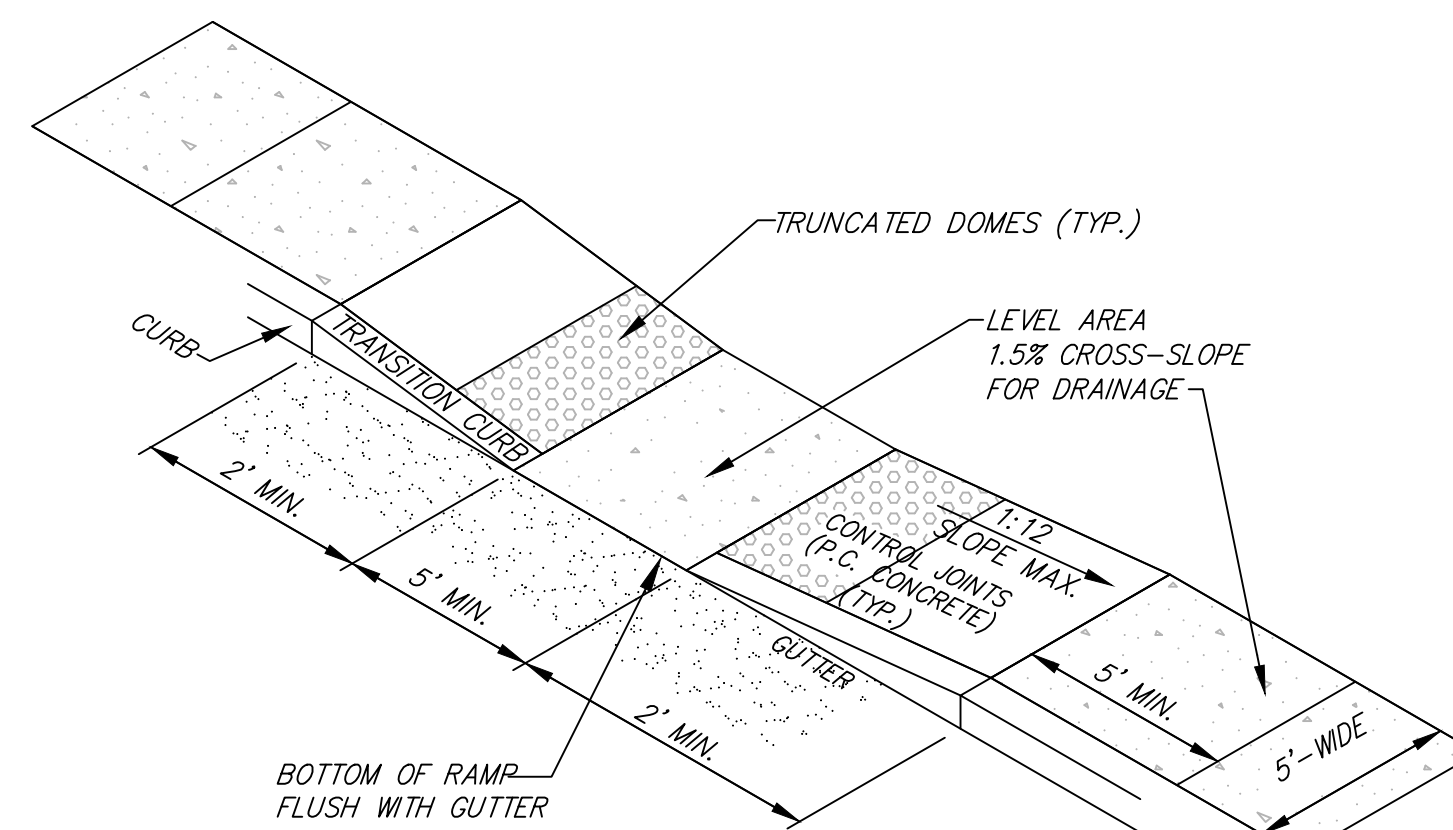 TRUNCATED DOMES (TYP.)
LEVEL AREA
1.5% CROSS-SLOPE
FOR DRAINAGE
CURB
TRANSITION CURB
2' MIN.
5' MIN.
2' MIN.
1:12
SLOPE MAX.
CONTROL JOINTS
(P.C. CONCRETE)
(TYP.)
GUTTER
5' MIN.
5'-WIDE
BOTTOM OF RAMP
FLUSH WITH GUTTER